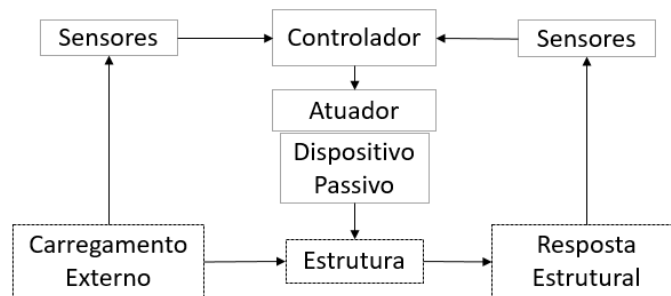 Sensores
Controlador
Sensores
Atuador
Dispositivo
Passivo
Carregamento
Externo
Estrutura
Resposta
Estrutural